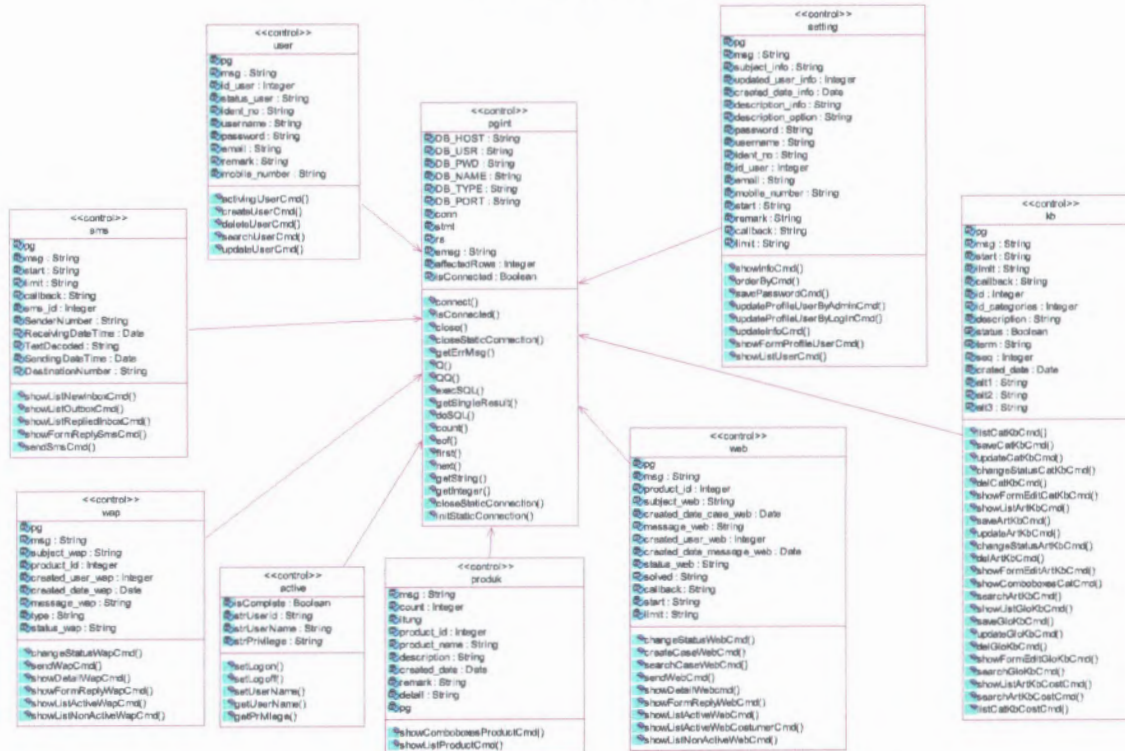 <<control>>
user
pg
msg : String
id_user : Integer
status_user : String
ident_no : String
username : String
password : String
email : String
remark : String
mobile_number : String
activingUserCmd()
createUserCmd()
deleteUserCmd()
searchUserCmd()
updateUserCmd()
<<control>>
sms
pg
msg : String
start : String
limit : String
callback : String
sms_id : Integer
SenderNumber : String
ReceivingDateTime : Date
TextDecoded : String
SendingDateTime : Date
DestinationNumber : String
showListNewInboxCmd()
showListOutboxCmd()
showListRepliedInboxCmd()
showFormReplySmsCmd()
sendSmsCmd()
<<control>>
wap
pg
msg : String
subject_wap : String
product_id : Integer
created_user_wap : Integer
created_date_wap : Date
message_wap : String
type : String
status_wap : String
changeStatusWapCmd()
sendWapCmd()
showDetailWapCmd()
showFormReplyWapCmd()
showListActiveWapCmd()
showListNonActiveWapCmd()
<<control>>
active
isComplete : Boolean
strUserid : String
strUserName : String
strPrivilege : String
setLogon()
setLogoff()
setUserName()
getUserName()
getPrivilege()
<<control>>
pgint
DB_HOST : String
DB_USR : String
DB_PWD : String
DB_NAME : String
DB_TYPE : String
DB_PORT : String
conn
stmt
rs
emsg : String
affectedRows : Integer
isConnected : Boolean
connect()
isConnected()
close()
closeStaticConnection()
getErrMsg()
Q()
QQ()
execSQL()
getSingleResult()
doSQL()
count()
eof()
first()
next()
getString()
getInteger()
closeStaticConnection()
initStaticConnection()
<<control>>
produk
msg : String
count : Integer
itung
product_id : Integer
product_name : String
description : String
created_date : Date
remark : String
detail : String
pg
showComboboxesProductCmd()
showListProductCmd()
<<control>>
setting
pg
msg : String
subject_info : String
updated_user_info : Integer
created_date_info : Date
description_info : String
description_option : String
password : String
username : String
ident_no : String
id_user : Integer
email : String
mobile_number : String
start : String
remark : String
callback : String
limit : String
showInfoCmd()
orderByCmd()
savePasswordCmd()
updateProfileUserByAdminCmd()
updateProfileUserByLoginCmd()
updateInfoCmd()
showFormProfileUserCmd()
showListUserCmd()
<<control>>
web
pg
msg : String
product_id : Integer
subject_web : String
created_date_case_web : Date
message_web : String
created_user_web : Integer
created_date_message_web : Date
status_web : String
solved : String
callback : String
start : String
limit : String
changeStatusWebCmd()
createCaseWebCmd()
searchCaseWebCmd()
sendWebCmd()
showDetailWebcmd()
showFormReplyWebCmd()
showListActiveWebCmd()
showListActiveWebCostumerCmd()
showListNonActiveWebCmd()
<<control>>
kb
pg
msg : String
start : String
limit : String
callback : String
id : Integer
id_categories : Integer
description : String
status : Boolean
term : String
seq : Integer
crated_date : Date
alt1 : String
alt2 : String
alt3 : String
listCatKbCmd()
saveCatKbCmd()
updateCatKbCmd()
changeStatusCatKbCmd()
delCatKbCmd()
showFormEditCatKbCmd()
showListArtKbCmd()
saveArtKbCmd()
updateArtKbCmd()
changeStatusArtKbCmd()
delArtKbCmd()
showFormEditArtKbCmd()
showComboboxesCatCmd()
searchArtKbCmd()
showListGloKbCmd()
saveGloKbCmd()
updateGloKbCmd()
delGloKbCmd()
showFormEditGloKbCmd()
searchGloKbCmd()
showListArtKbCostCmd()
searchArtKbCostCmd()
listCatKbCostCmd()